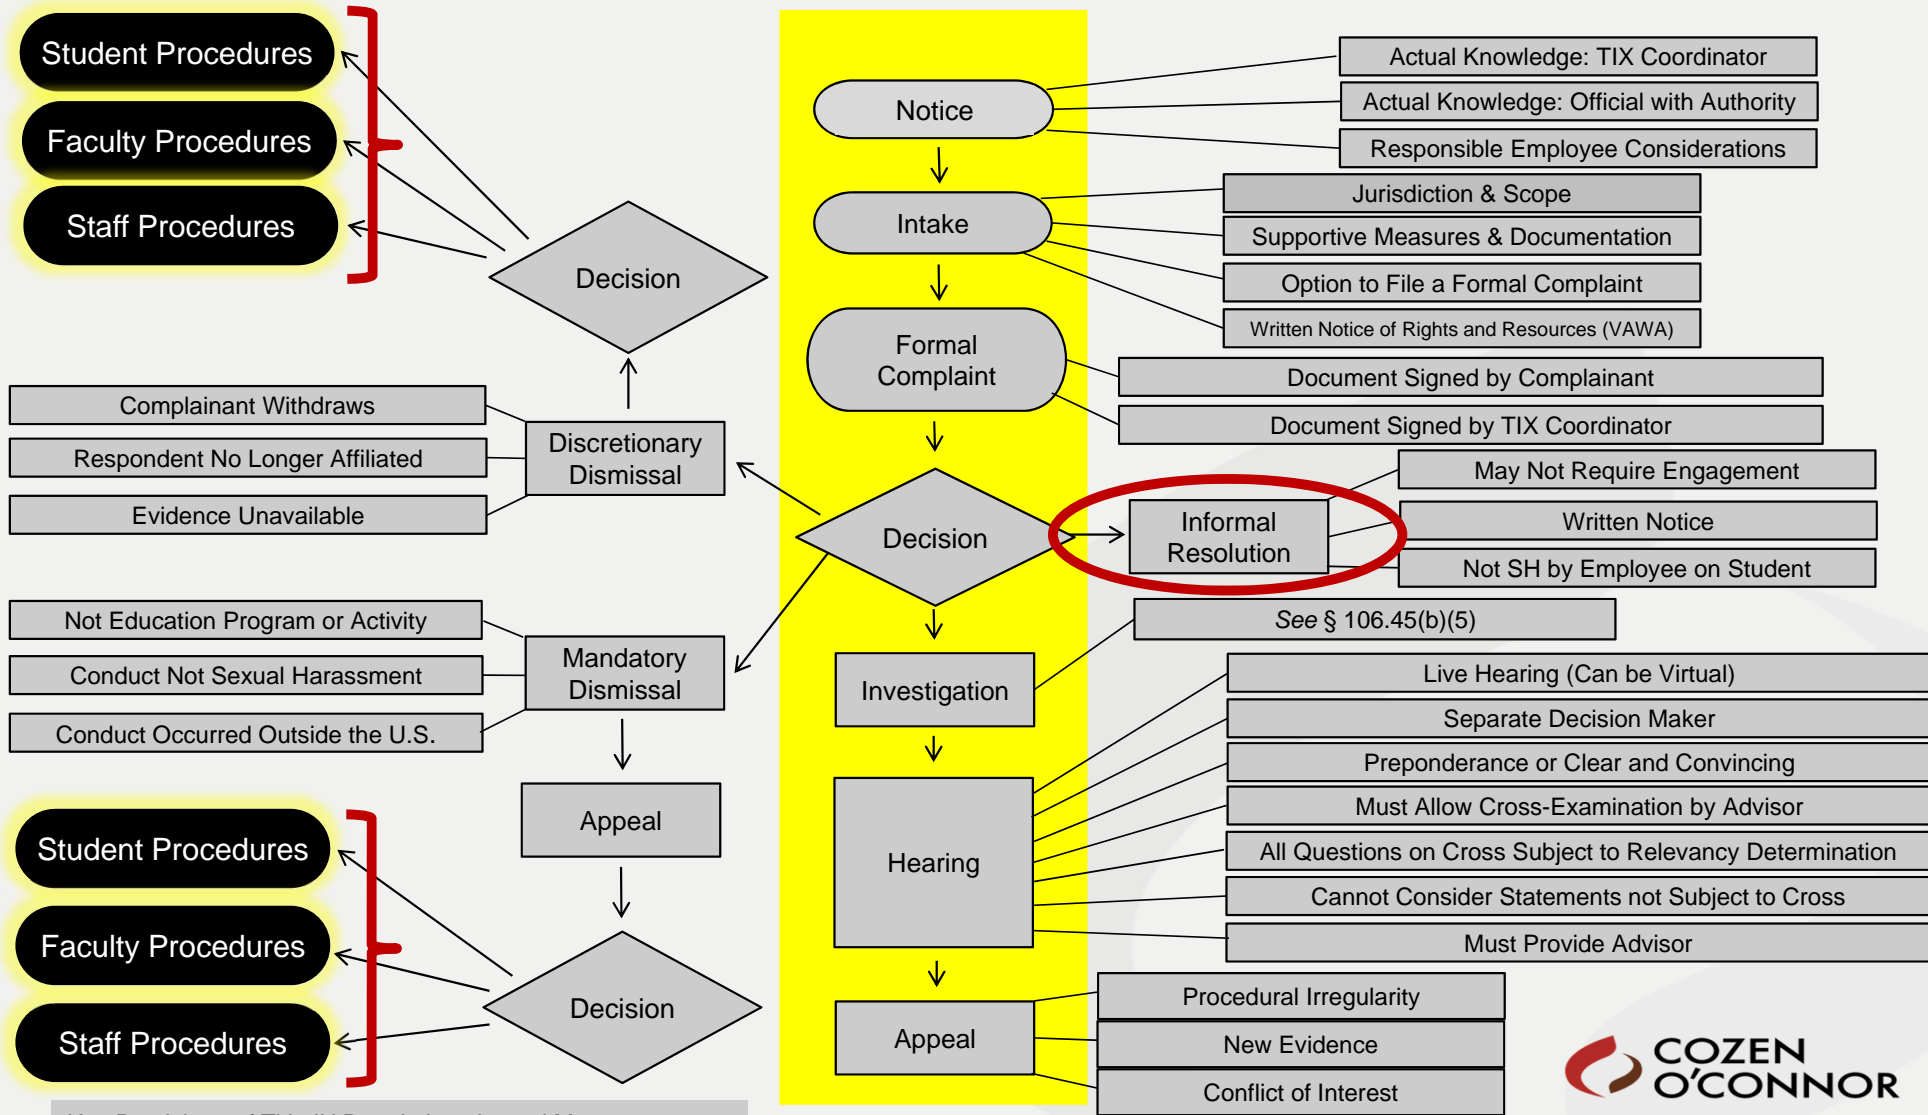 Student Procedures
Faculty Procedures
Staff Procedures
Decision
Complainant Withdraws
Respondent No Longer Affiliated
Evidence Unavailable
Discretionary
Dismissal
Not Education Program or Activity
Conduct Not Sexual Harassment
Conduct Occurred Outside the U.S.
Mandatory
Dismissal
Appeal
Student Procedures
Faculty Procedures
Staff Procedures
Decision
Notice
Actual Knowledge: TIX Coordinator
Actual Knowledge: Official with Authority
Responsible Employee Considerations
Intake
Jurisdiction & Scope
Supportive Measures & Documentation
Option to File a Formal Complaint
Written Notice of Rights and Resources (VAWA)
Formal
Complaint
Document Signed by Complainant
Document Signed by TIX Coordinator
Decision
Informal
Resolution
May Not Require Engagement
Written Notice
Not SH by Employee on Student
Investigation
See § 106.45(b)(5)
Hearing
Live Hearing (Can be Virtual)
Separate Decision Maker
Preponderance or Clear and Convincing
Must Allow Cross-Examination by Advisor
All Questions on Cross Subject to Relevancy Determination
Cannot Consider Statements not Subject to Cross
Must Provide Advisor
Appeal
Procedural Irregularity
New Evidence
Conflict of Interest
COZEN
O'CONNOR